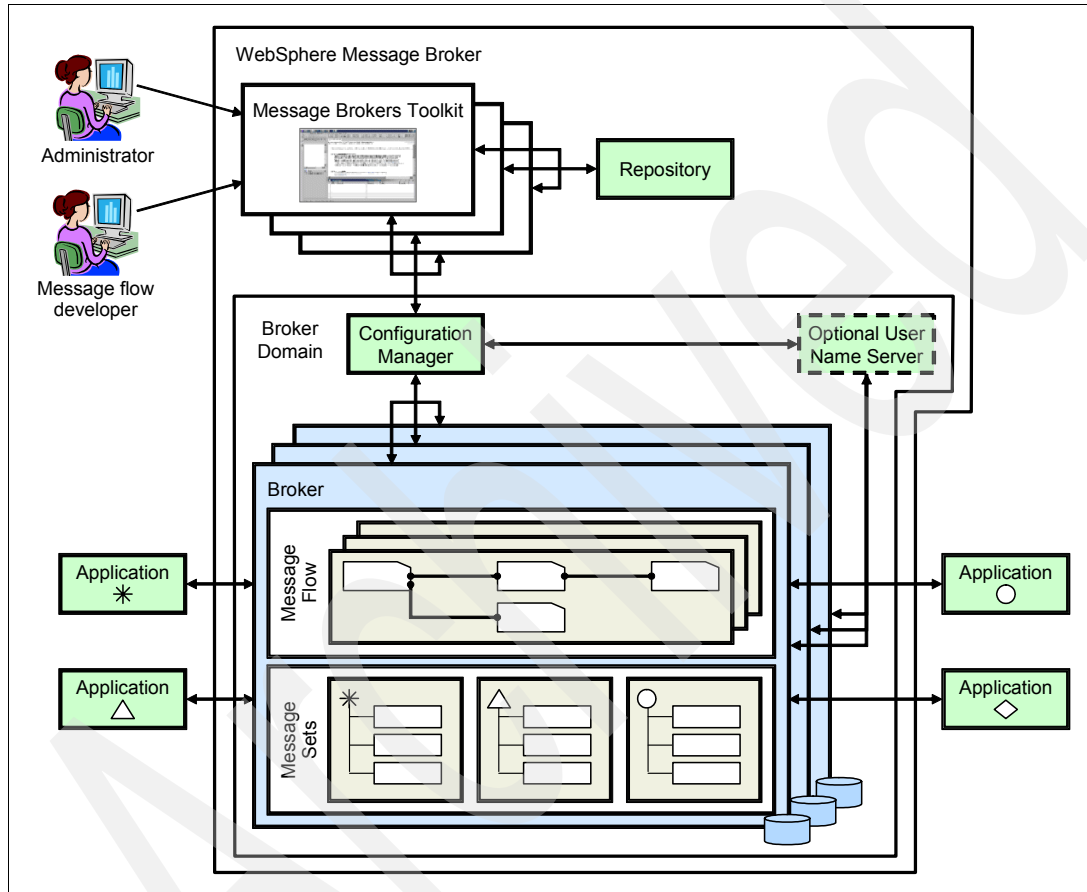 WebSphere Message Broker
Message Brokers Toolkit
Administrator
Repository
Message flow
developer
Broker
Domain
Configuration
Manager
Optional User
Name Server
Broker
Message
Flow
Application
Application
Application
Application
Message
Sets
Archived